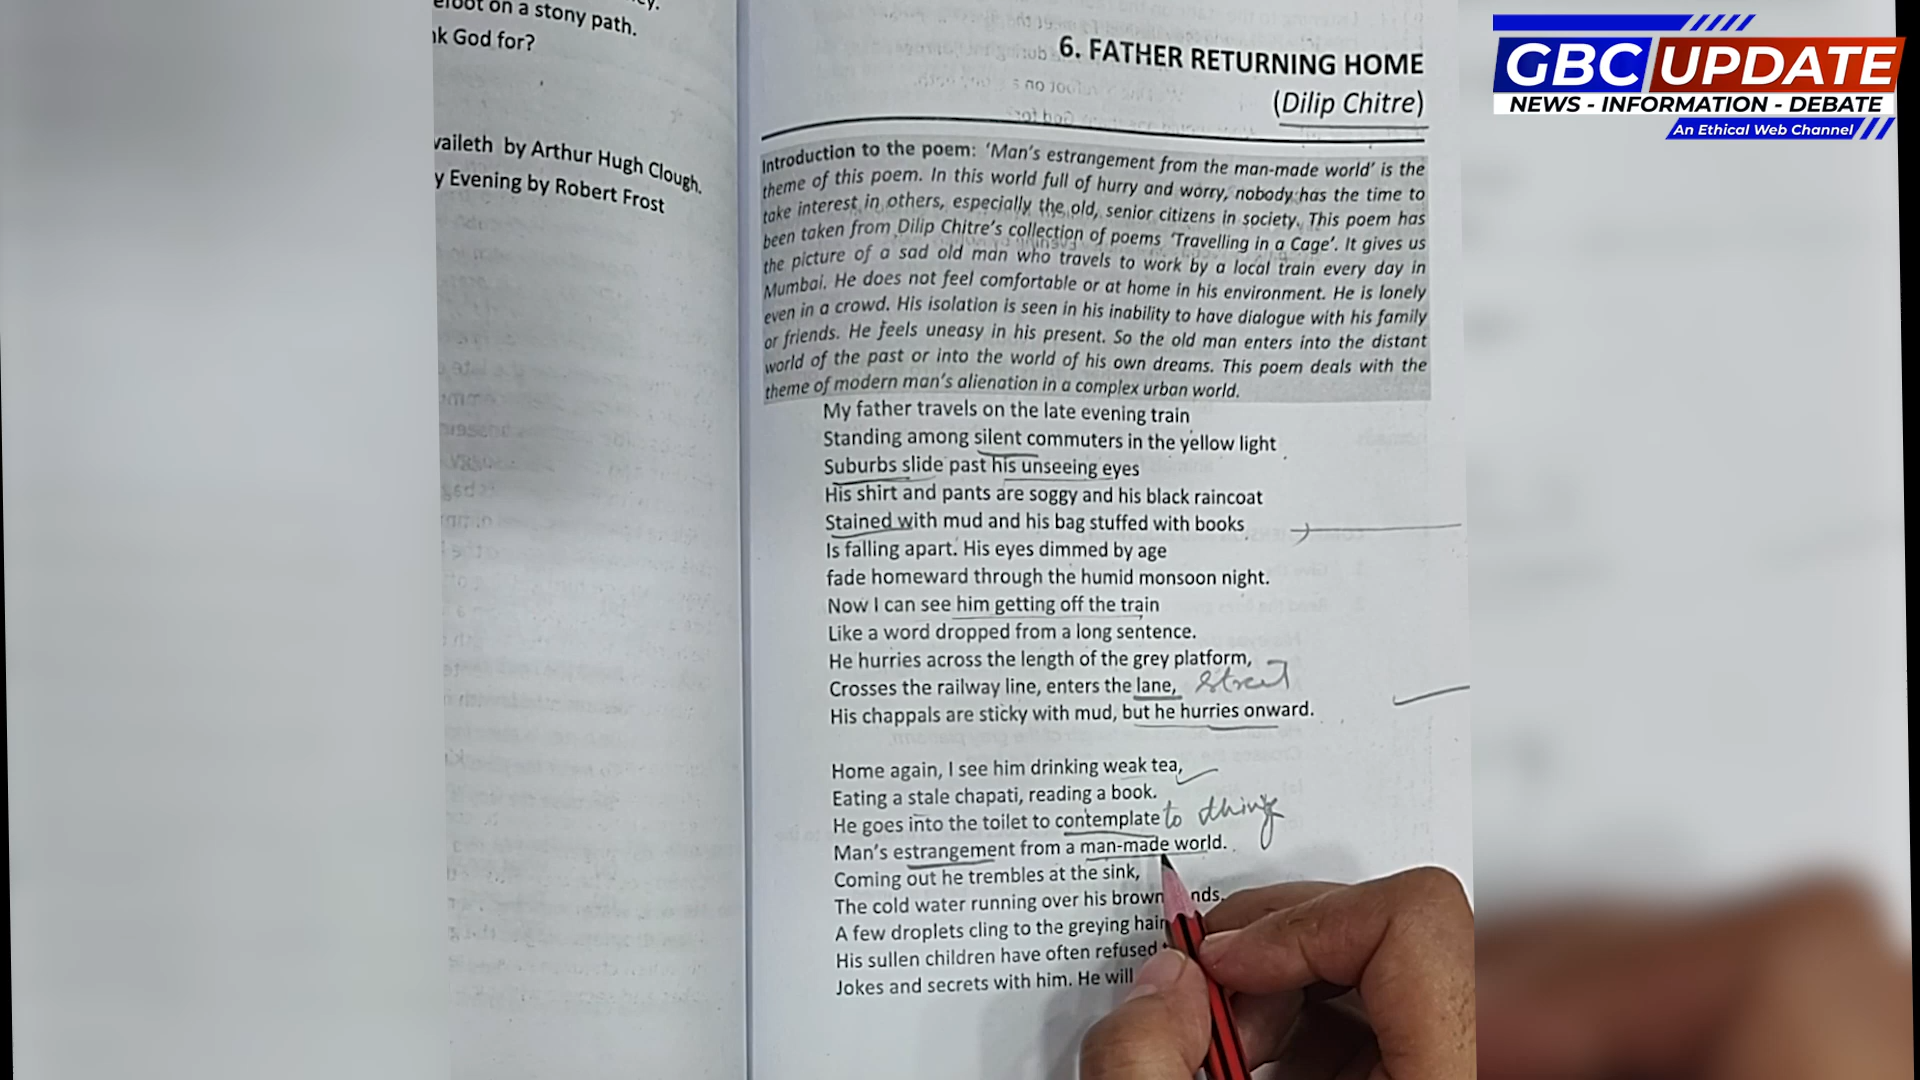 ey.
efoot on a stony path.
nk God for?
vaileth by Arthur Hugh Clough.
y Evening by Robert Frost
GBC UPDATE
NEWS - INFORMATION - DEBATE
An Ethical Web Channel
6. FATHER RETURNING HOME
(Dilip Chitre)
Introduction to the poem: 'Man's estrangement from the man-made world' is the
theme of this poem. In this world full of hurry and worry, nobody has the time to
take interest in others, especially the old, senior citizens in society. This poem has
been taken from Dilip Chitre's collection of poems 'Travelling in a Cage'. It gives us
the picture of a sad old man who travels to work by a local train every day in
Mumbai. He does not feel comfortable or at home in his environment. He is lonely
even in a crowd. His isolation is seen in his inability to have dialogue with his family
or friends. He feels uneasy in his present. So the old man enters into the distant
world of the past or into the world of his own dreams. This poem deals with the
theme of modern man's alienation in a complex urban world.
My father travels on the late evening train
Standing among silent commuters in the yellow light
Suburbs slide past his unseeing eyes
His shirt and pants are soggy and his black raincoat
Stained with mud and his bag stuffed with books
Is falling apart. His eyes dimmed by age
fade homeward through the humid monsoon night.
Now I can see him getting off the train
Like a word dropped from a long sentence.
He hurries across the length of the grey platform,
Crosses the railway line, enters the lane, street
His chappals are sticky with mud, but he hurries onward.
Home again, I see him drinking weak tea,
Eating a stale chapati, reading a book.
He goes into the toilet to contemplate to
Man's estrangement from a man-made world.
Coming out he trembles at the sink,
The cold water running over his brown nds.
A few droplets cling to the greying hair
His sullen children have often refused
Jokes and secrets with him. He will